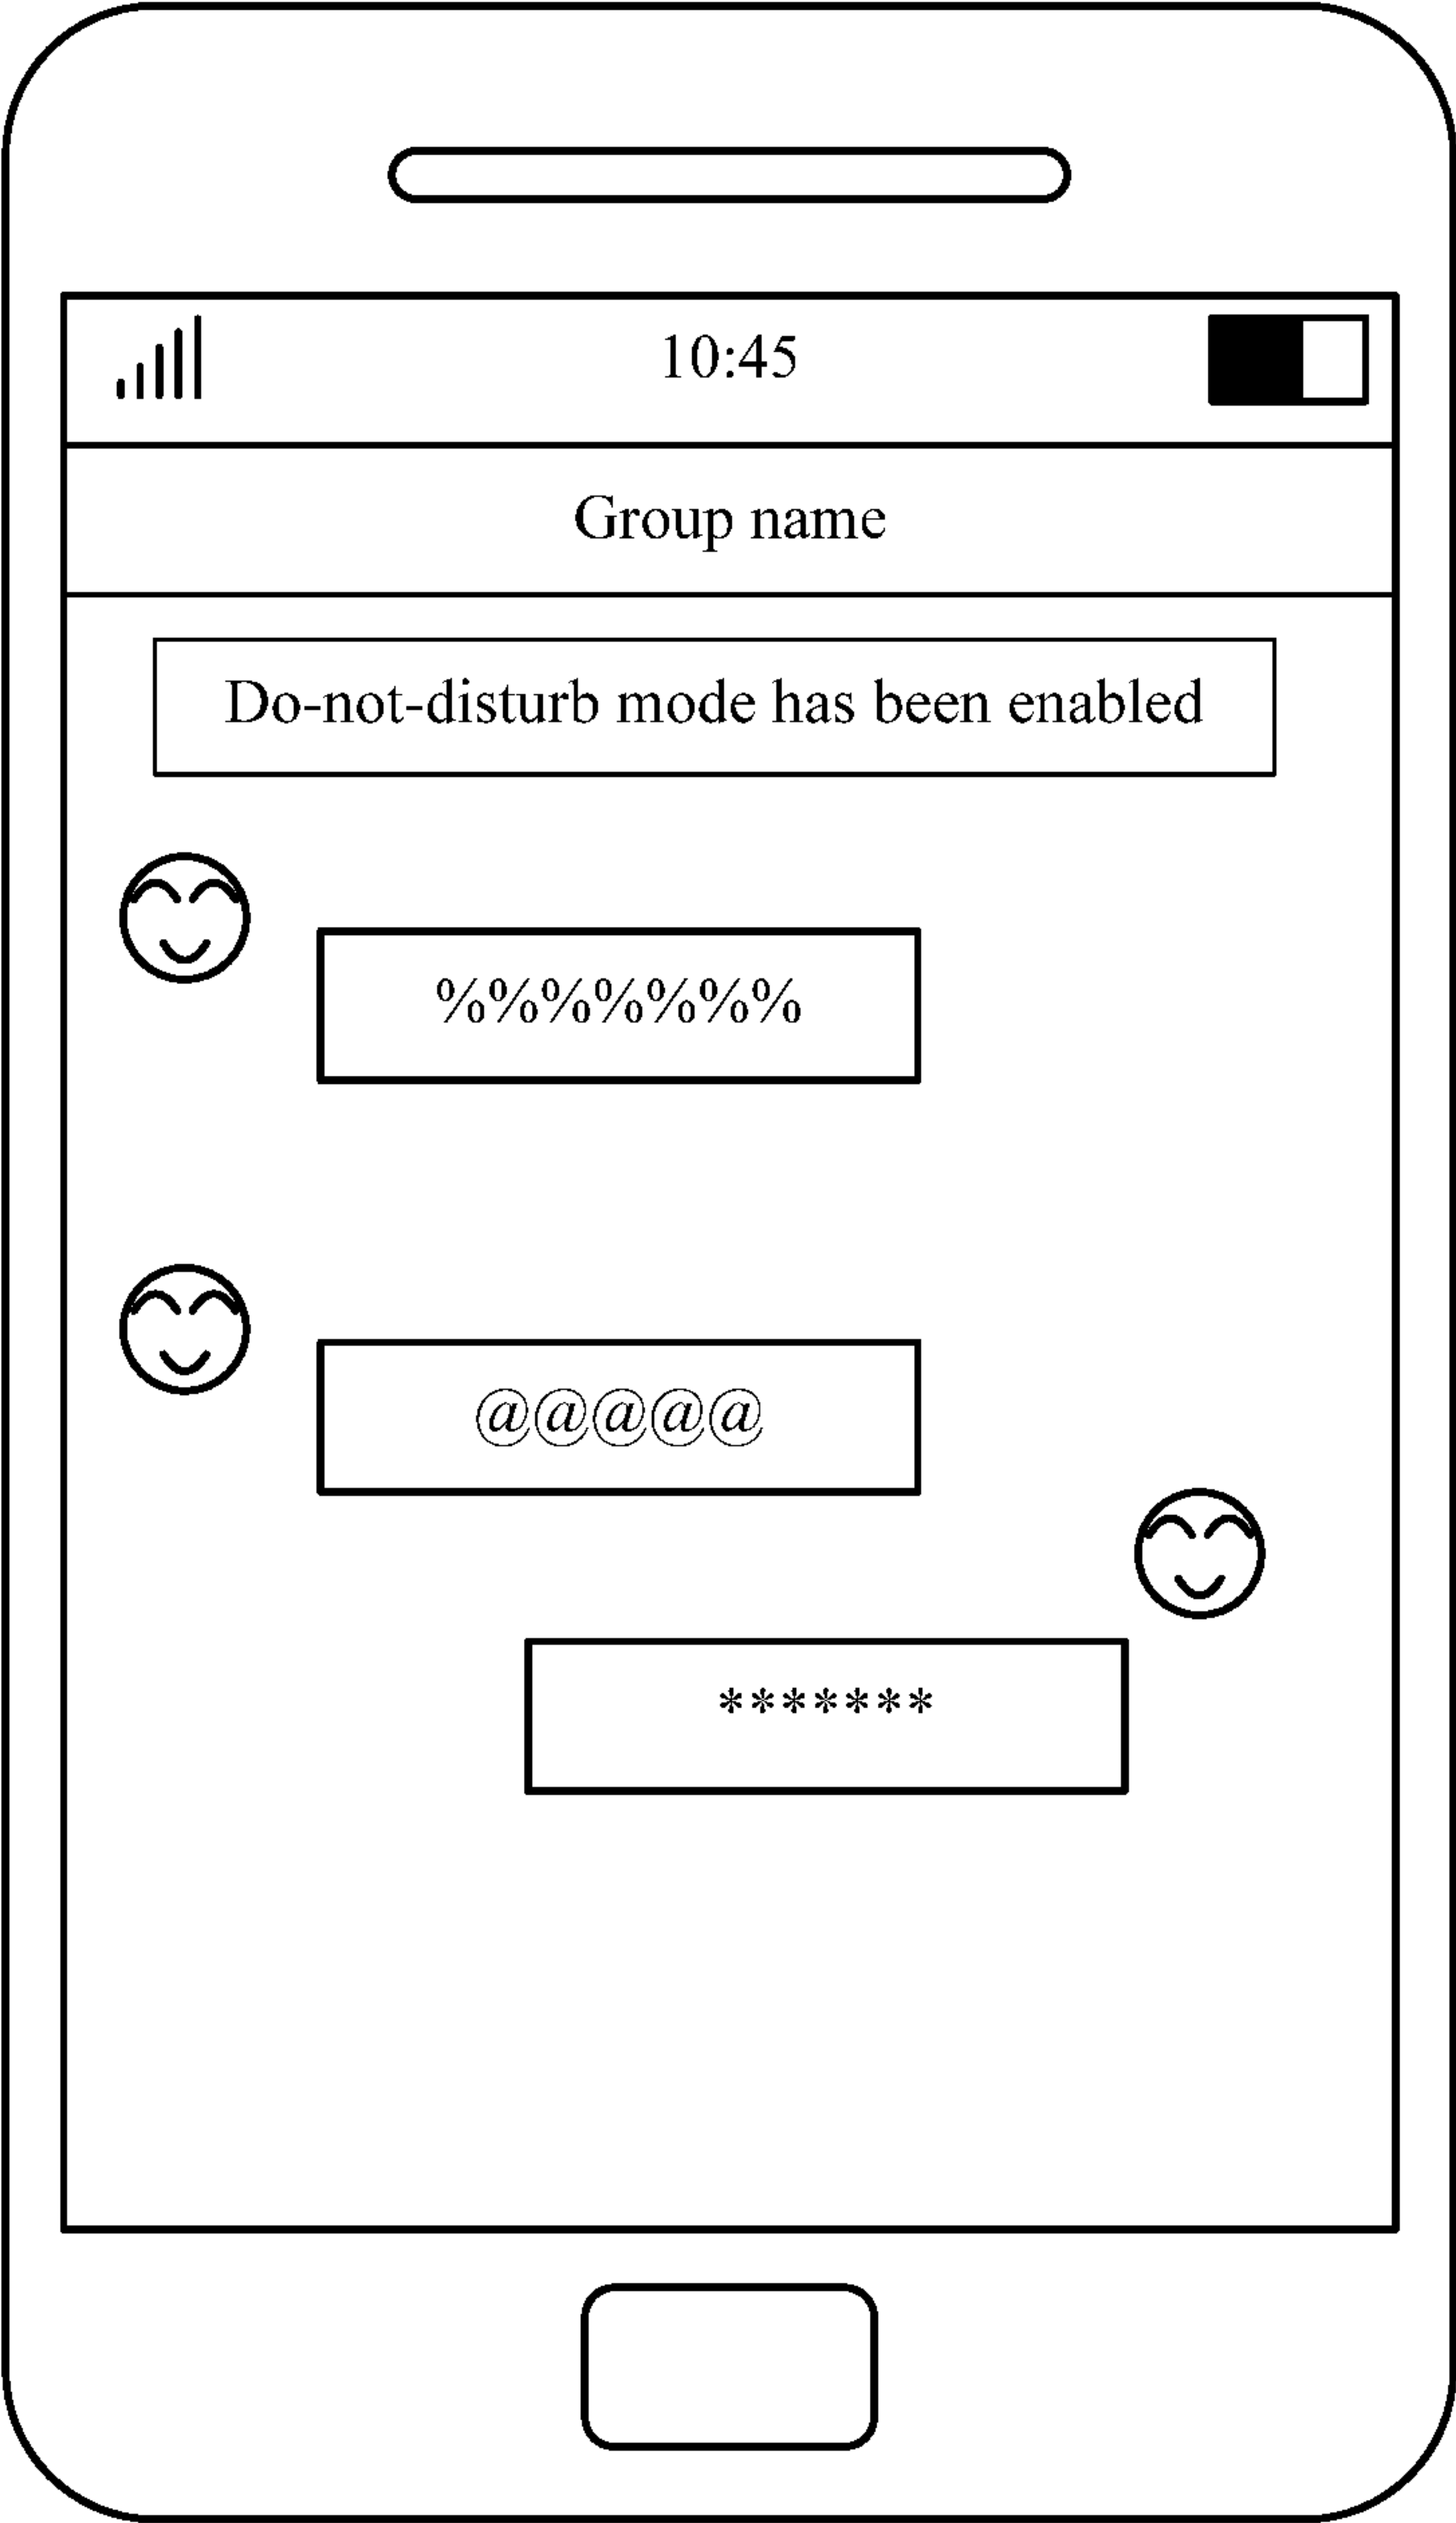 10:45
Group name
Do-not-disturb mode has been enabled
%%%%%%%
@@@@@
*******